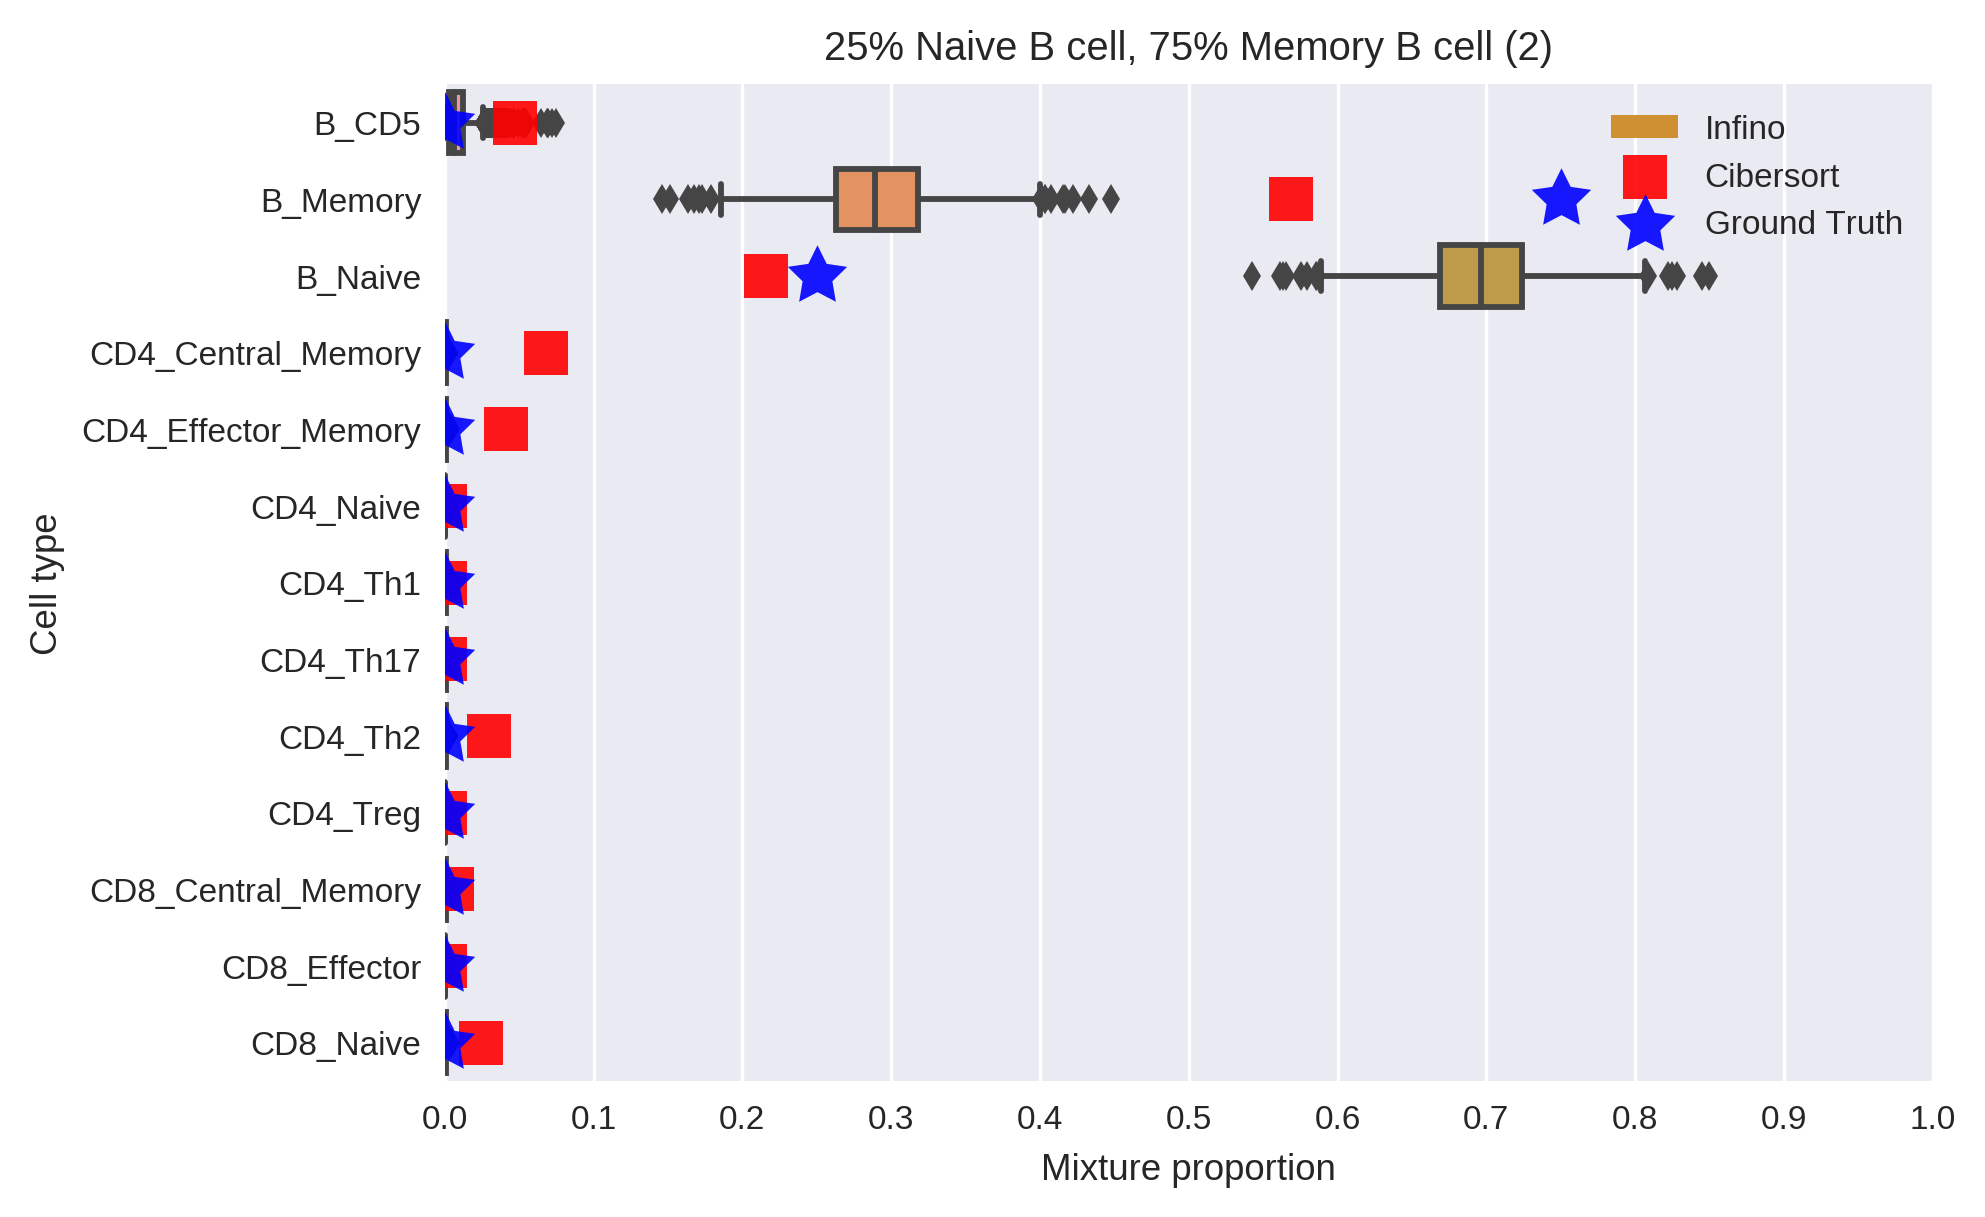 25% Naive B cell, 75% Memory B cell (2)
B_CD5
B_Memory
B_Naive
CD4_Central_Memory
CD4_Effector_Memory
CD4_Naive
CD4_Th1
CD4_Th17
CD4_Th2
CD4_Treg
CD8_Central_Memory
CD8_Effector
CD8_Naive
Cell type
Infino
Cibersort
Ground Truth
0.0 0.1 0.2 0.3 0.4 0.5 0.6 0.7 0.8 0.9 1.0
Mixture proportion